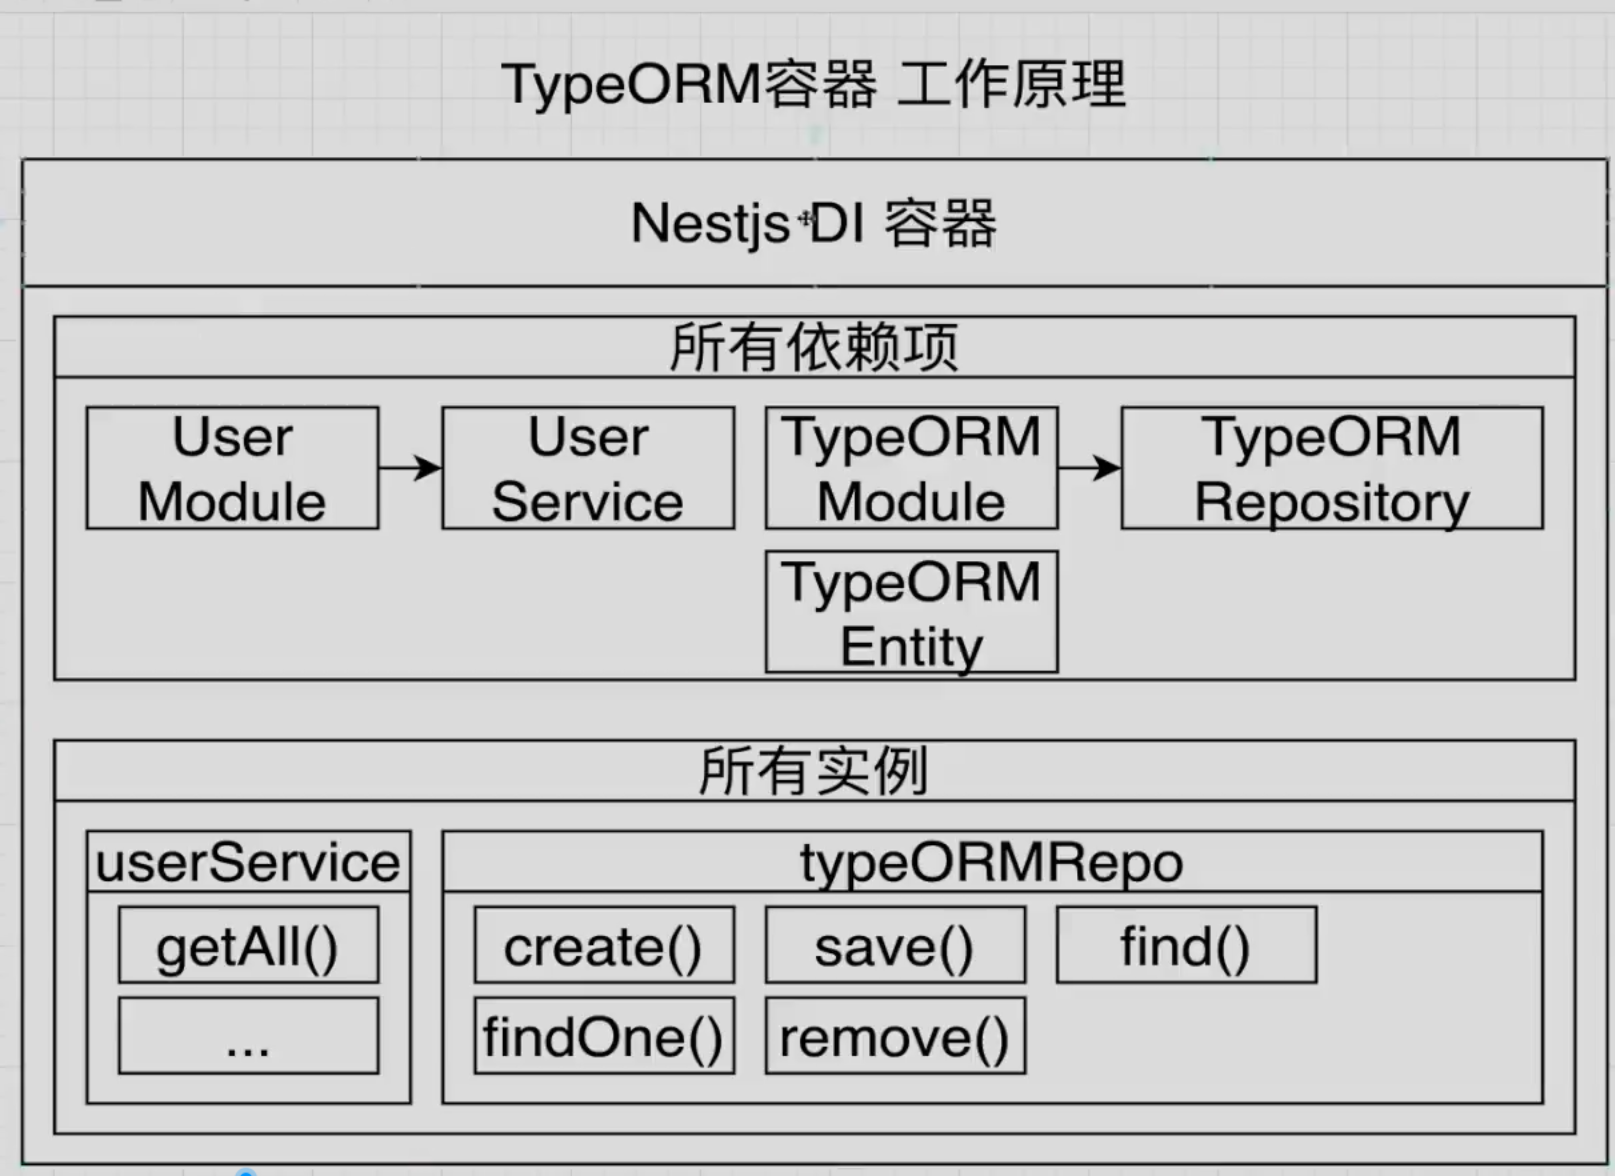 TypeORM容器 工作原理
Nestjs DI 容器
所有依赖项
User
Module
User
Service
TypeORM
Module
TypeORM
Repository
TypeORM
Entity
所有实例
userService
getAll()
...
typeORMRepo
create()
save()
find()
findOne()
remove()